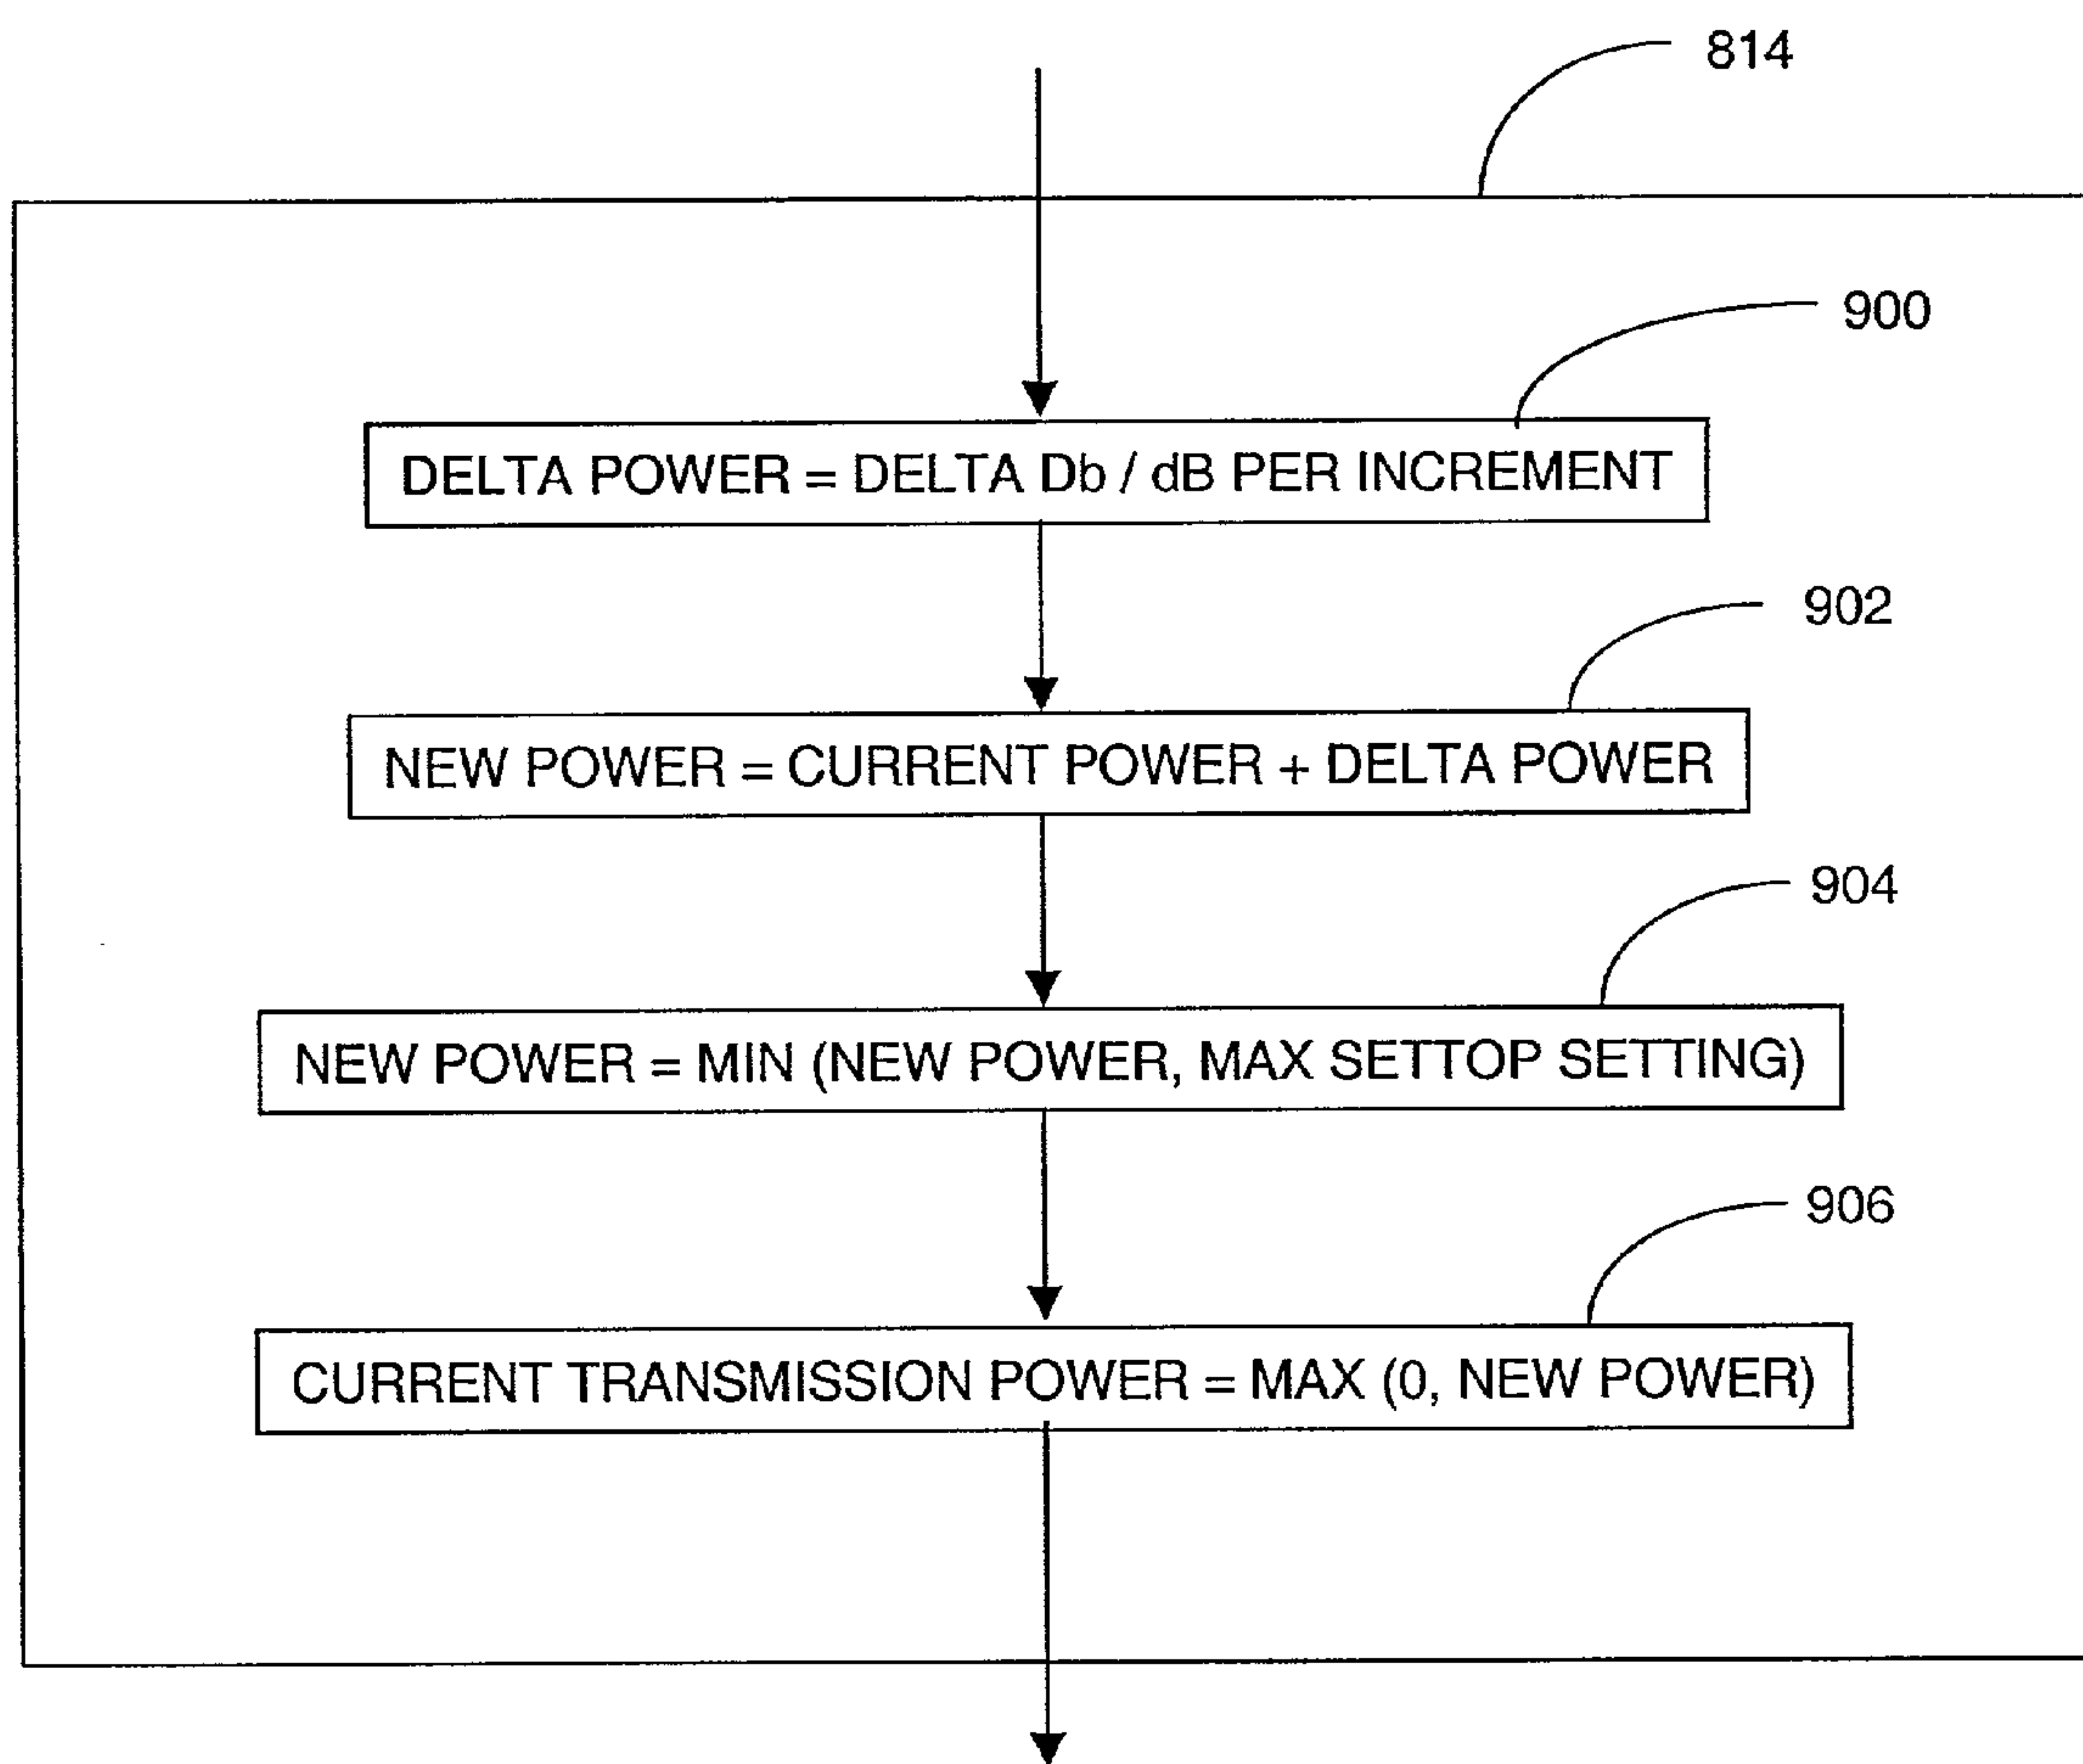 814
900
DELTA POWER = DELTA Db / dB PER INCREMENT
902
NEW POWER = CURRENT POWER + DELTA POWER
904
NEW POWER = MIN (NEW POWER, MAX SETTOP SETTING)
906
CURRENT TRANSMISSION POWER = MAX (0, NEW POWER)